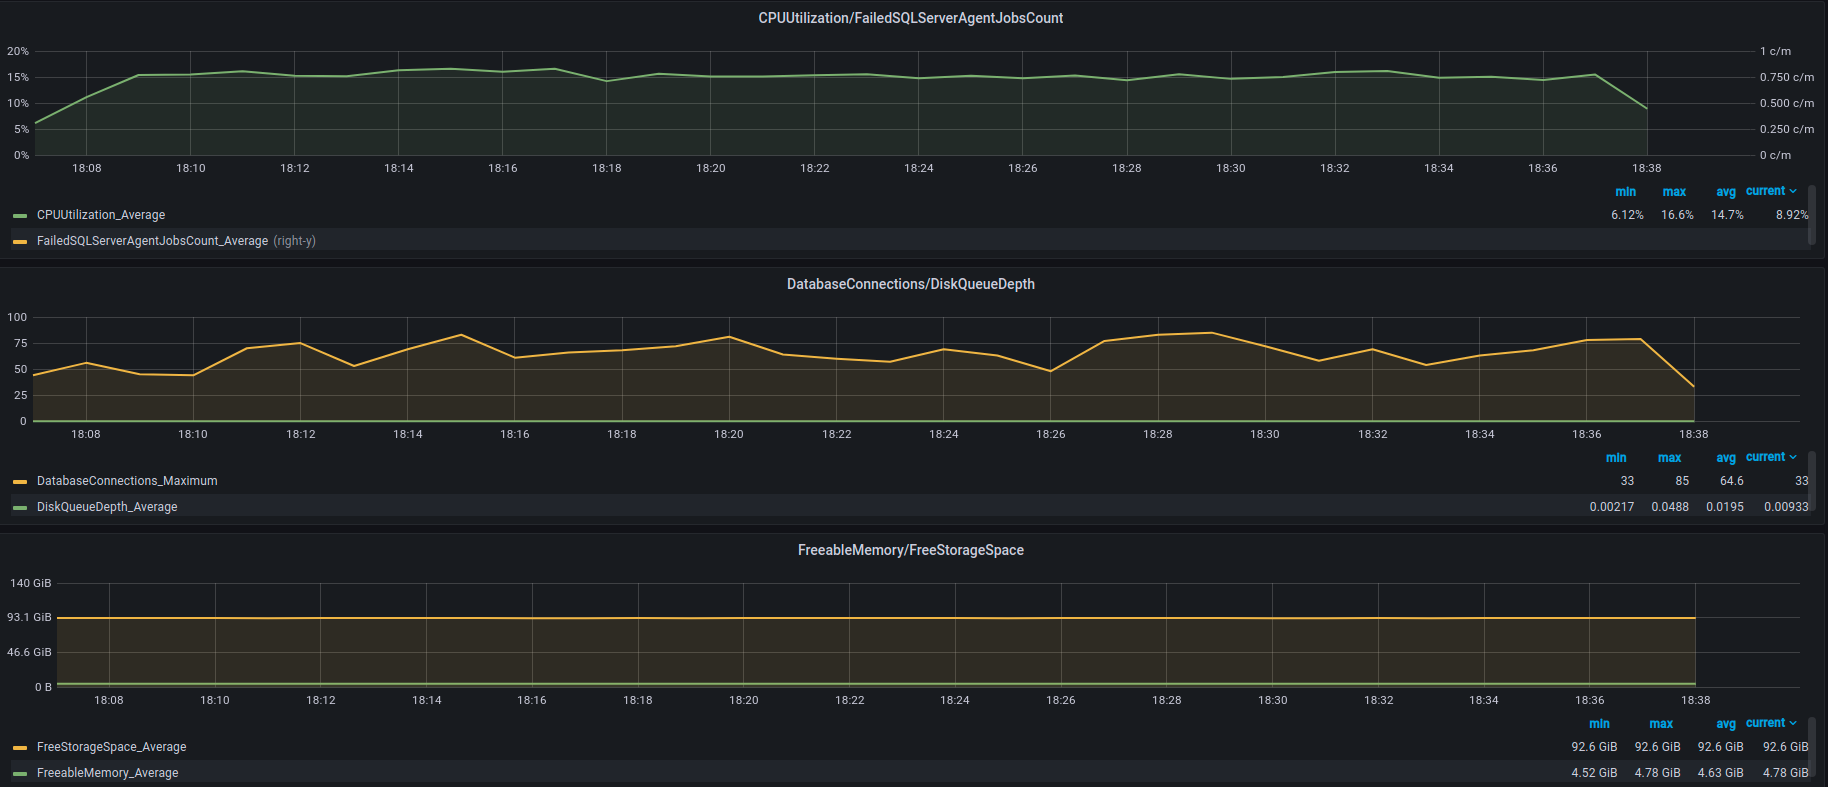 CPUUtilization/FailedSQLServerAgentJobsCount
20% 1 c/m
15% 0.750 c/m
10% 0.500 c/m
5% 0.250 c/m
0% 0 c/m
18:08 18:10 18:12 18:14 18:16 18:18 18:20 18:22 18:24 18:26 18:28 18:30 18:32 18:34 18:36 18:38
min max avg current
CPUUtilization_Average 6.12% 16.6% 14.7% 8.92%
FailedSQLServerAgentJobsCount_Average (right-y)
DatabaseConnections/DiskQueueDepth
100
75
50
25
0
18:08 18:10 18:12 18:14 18:16 18:18 18:20 18:22 18:24 18:26 18:28 18:30 18:32 18:34 18:36 18:38
min max avg current
DatabaseConnections_Maximum 33 85 64.6 33
DiskQueueDepth_Average 0.00217 0.0488 0.0195 0.00933
FreeableMemory/FreeStorageSpace
140 GiB
93.1 GiB
46.6 GiB
0 B
18:08 18:10 18:12 18:14 18:16 18:18 18:20 18:22 18:24 18:26 18:28 18:30 18:32 18:34 18:36 18:38
min max avg current
FreeStorageSpace_Average 92.6 GiB 92.6 GiB 92.6 GiB 92.6 GiB
FreeableMemory_Average 4.52 GiB 4.78 GiB 4.63 GiB 4.78 GiB